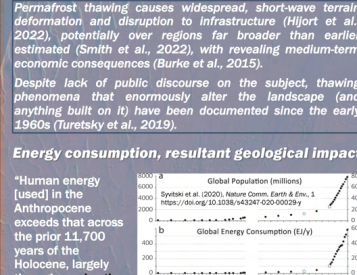 Permafrost thawing causes widespread, short-wave terrain
deformation and disruption to infrastructure (Hijort et al.
2022), potentially over regions far broader than earlier
estimated (Smith et al., 2022), with revealing medium-term
economic consequences (Burke et al., 2015).
Despite lack of public discourse on the subject, thawing
phenomena that enormously alter the landscape (and
anything built on it) have been documented since the early
1960s (Turetsky et al., 2019).
Energy consumption, resultant geological impact
"Human energy
[used] in the
Anthropocene
exceeds that across
the prior 11,700
years of the
Holocene, largely
a
Global Population (millions)
Syvitski et al. (2020), Nature Comm. Earth & Env., 1
https://doi.org/10.1038/s43247-020-00029-y
8000
6000
4000
2000
0
b
Global Energy Consumption (EJ/y)
400
200
0